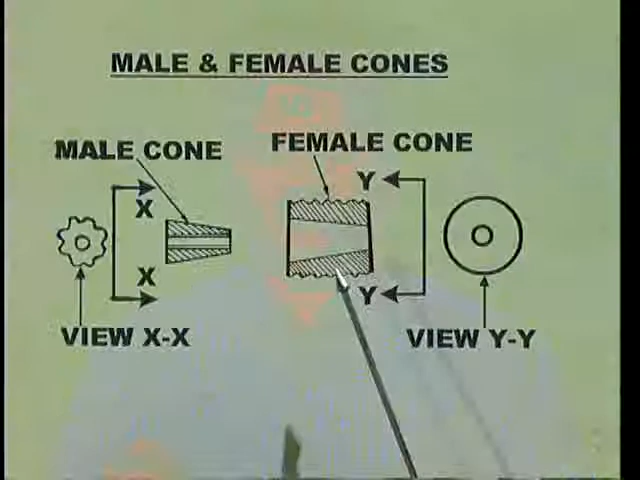 MALE & FEMALE CONES
MALE CONE
FEMALE CONE
X
Y
X
Y
VIEW X-X
VIEW Y-Y